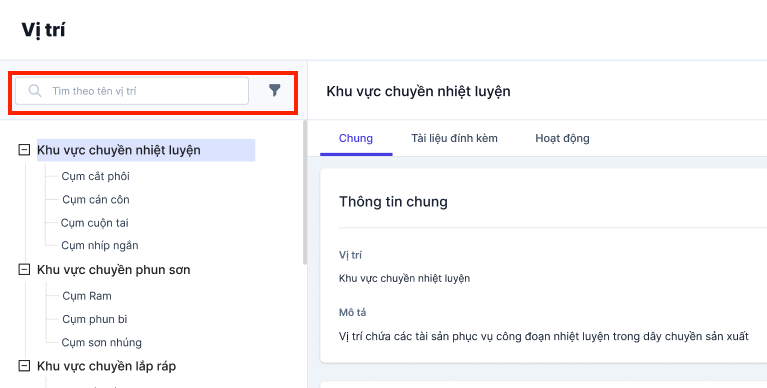 Vị trí
Tìm theo tên vị trí
Khu vực chuyền nhiệt luyện
Cụm cắt phôi
Cụm cán côn
Cụm cuộn tai
Cụm nhíp ngắn
Khu vực chuyền phun sơn
Cụm Ram
Cụm phun bi
Cụm sơn nhúng
Khu vực chuyền lắp ráp
Khu vực chuyền nhiệt luyện
Chung
Tài liệu đính kèm
Hoạt động
Thông tin chung
Vị trí
Khu vực chuyền nhiệt luyện
Mô tả
Vị trí chứa các tài sản phục vụ công đoạn nhiệt luyện trong dây chuyền sản xuất